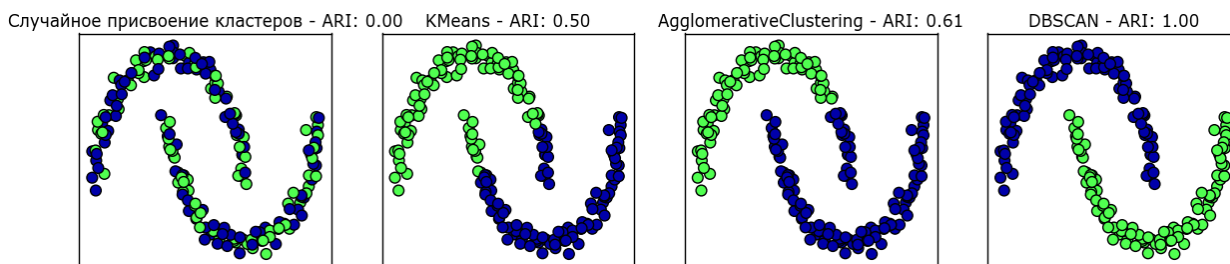 Случайное присвоение кластеров - ARI: 0.00
KMeans - ARI: 0.50
AgglomerativeClustering - ARI: 0.61
DBSCAN - ARI: 1.00